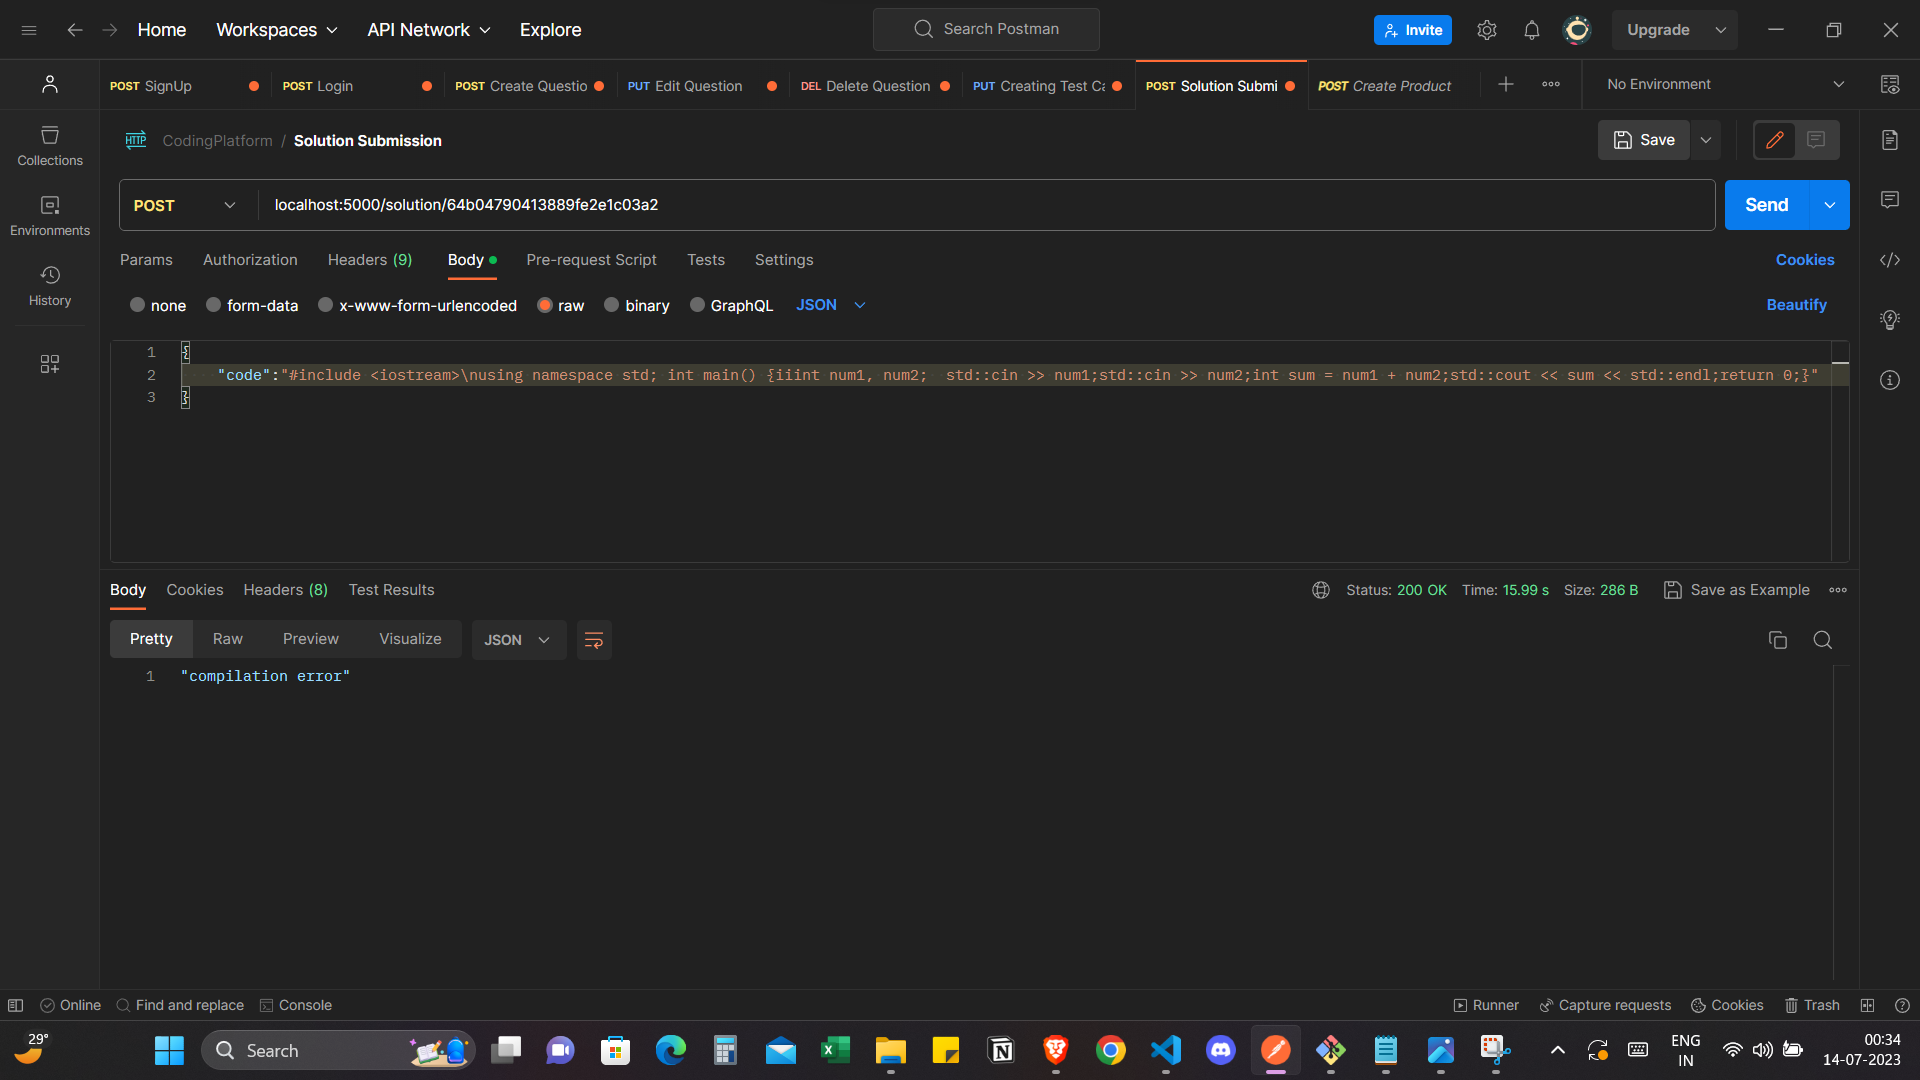 Home Workspaces API Network Explore Search Postman Invite Upgrade
POST SignUp POST Login POST Create Questio PUT Edit Question DEL Delete Question PUT Creating Test Ca POST Solution Submi POST Create Product No Environment
HTTP CodingPlatform / Solution Submission Save
Collections
POST localhost:5000/solution/64b04790413889fe2e1c03a2 Send
Environments
Params Authorization Headers (9) Body Pre-request Script Tests Settings Cookies
History
none form-data x-www-form-urlencoded raw binary GraphQL JSON Beautify
1 {
2 "code":"#include <iostream>\nusing namespace std; int main() {iiint num1, num2;  std::cin >> num1;std::cin >> num2;int sum = num1 + num2;std::cout << sum << std::endl;return 0;}"
3 }
Body Cookies Headers (8) Test Results Status: 200 OK Time: 15.99 s Size: 286 B Save as Example
Pretty Raw Preview Visualize JSON
1 "compilation error"
Online Find and replace Console Runner Capture requests Cookies Trash
29° Search ENG 00:34
IN 14-07-2023